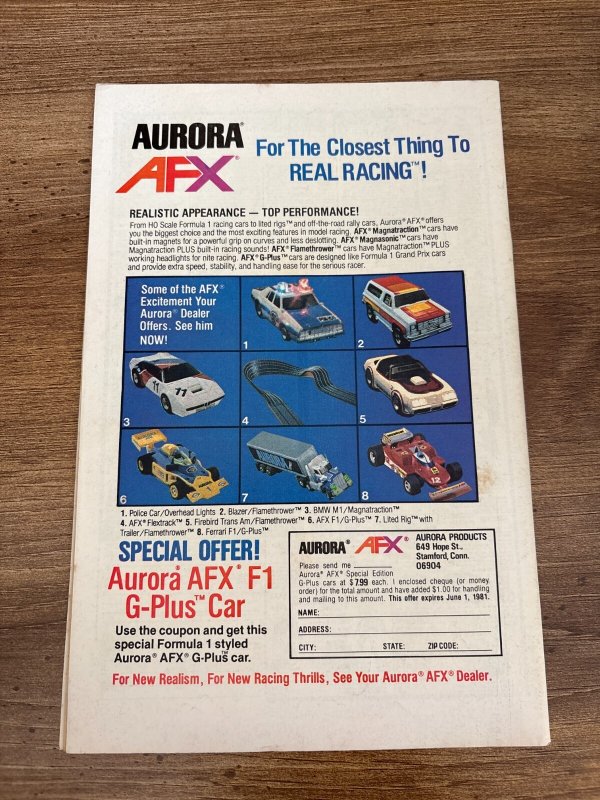 AURORA®
AFX®
For The Closest Thing To
REAL RACING™!
REALISTIC APPEARANCE — TOP PERFORMANCE!
From HO Scale Formula 1 racing cars to lited rigs™ and off-the-road rally cars, Aurora® AFX® offers
you the biggest choice and the most exciting features in model racing. AFX® Magnatraction™ cars have
built-in magnets for a powerful grip on curves and less deslotting. AFX® Magnasonic™ cars have
Magnatraction PLUS built-in racing sounds! AFX® Flamethrower™ cars have Magnatraction™ PLUS
working headlights for nite racing. AFX® G-Plus™ cars are designed like Formula 1 Grand Prix cars
and provide extra speed, stability, and handling ease for the serious racer.
Some of the AFX®
Excitement Your
Aurora® Dealer
Offers. See him
NOW!
1
2
3
11
11
4
5
6
AURORA
7
12
8
1. Police Car/Overhead Lights 2. Blazer/Flamethrower™ 3. BMW M1/Magnatraction™
4. AFX® Flextrack™ 5. Firebird Trans Am/Flamethrower™ 6. AFX F1/G-Plus™ 7. Lited Rig™ with
Trailer/Flamethrower™ 8. Ferrari F1/G-Plus™
SPECIAL OFFER!
Aurora® AFX® F1
G-Plus™ Car
Use the coupon and get this
special Formula 1 styled
Aurora® AFX® G-Plus™ car.
AURORA® AFX®
AURORA PRODUCTS
649 Hope St.,
Stamford, Conn.
06904
Please send me
Aurora® AFX® Special Edition
G-Plus cars at $7.99 each. I enclosed cheque (or money
order) for the total amount and have added $1.00 for handling
and mailing to this amount. This offer expires June 1, 1981.
NAME:
ADDRESS:
CITY: STATE: ZIP CODE:
For New Realism, For New Racing Thrills, See Your Aurora® AFX® Dealer.